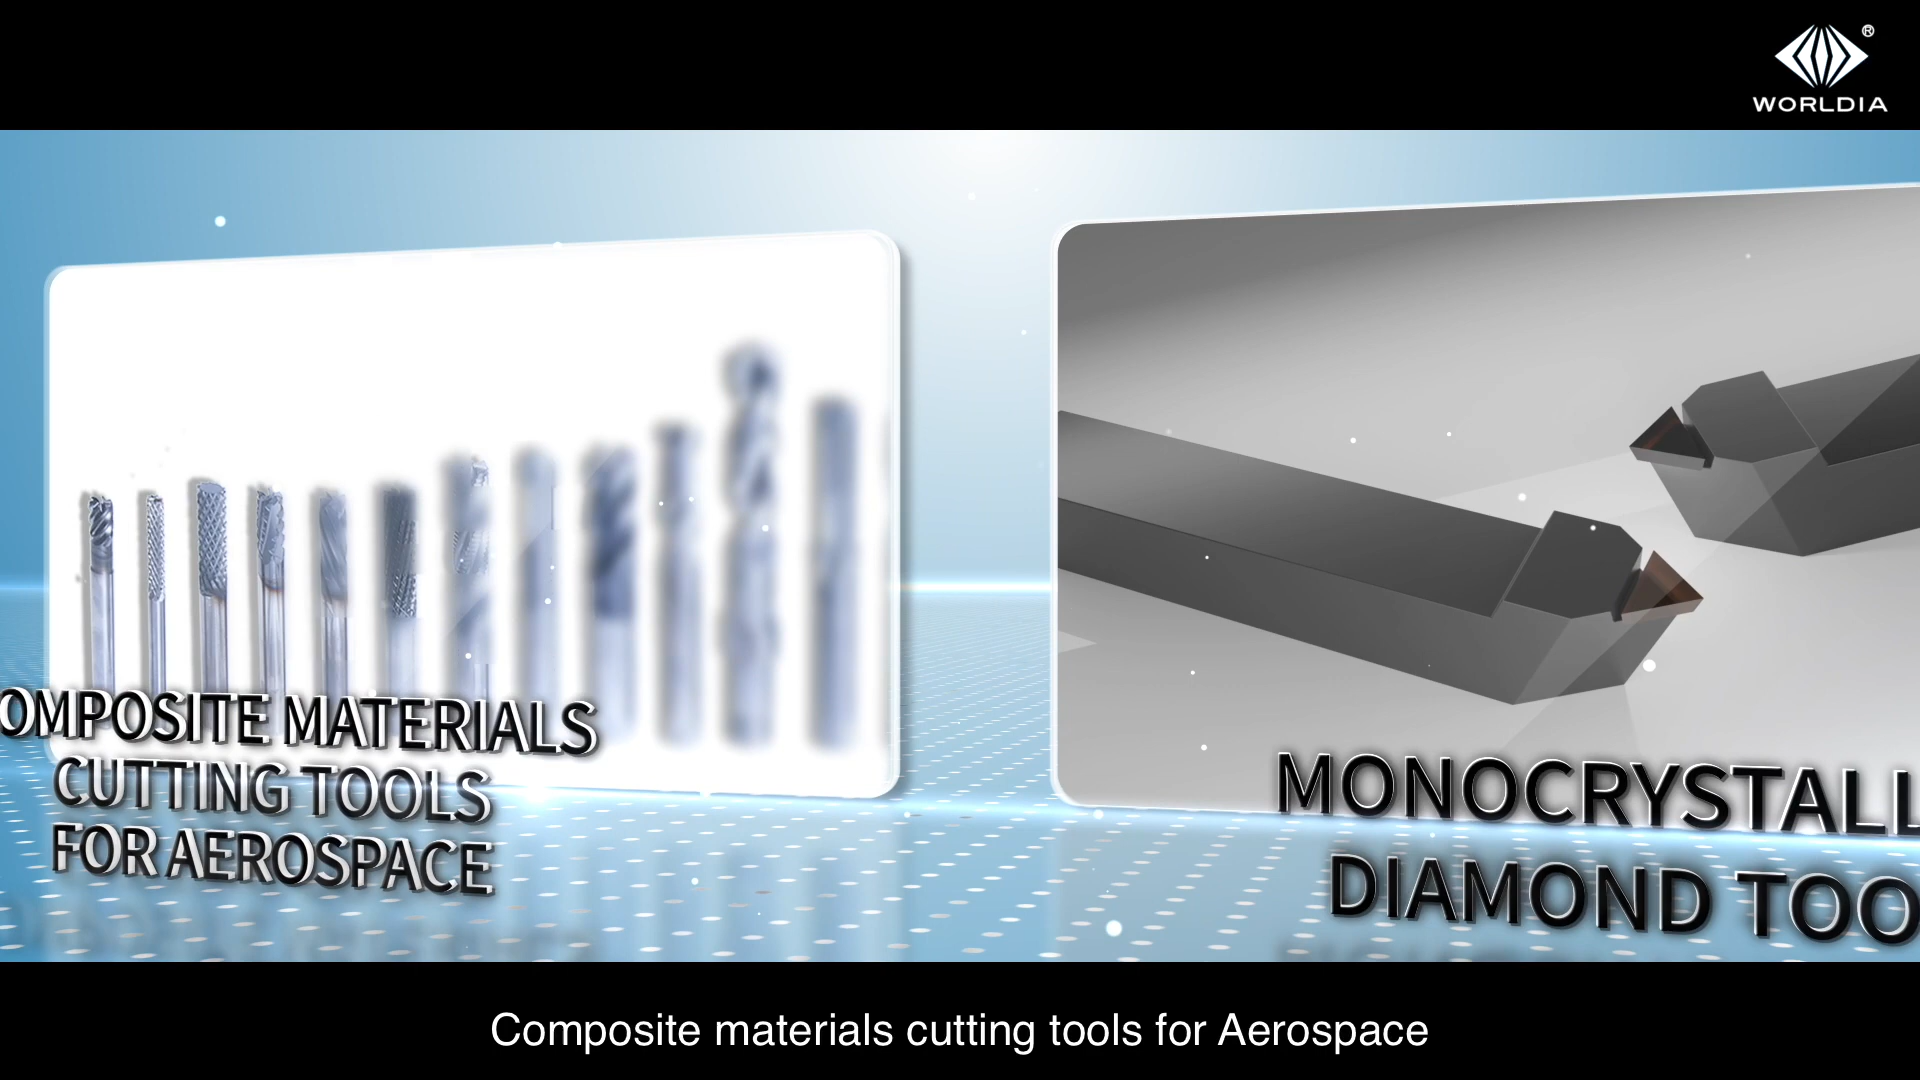 ®
WORLDIA
OMPOSITE MATERIALS
CUTTING TOOLS
FOR AEROSPACE
MONOCRYSTALL
DIAMOND TOO
Composite materials cutting tools for Aerospace